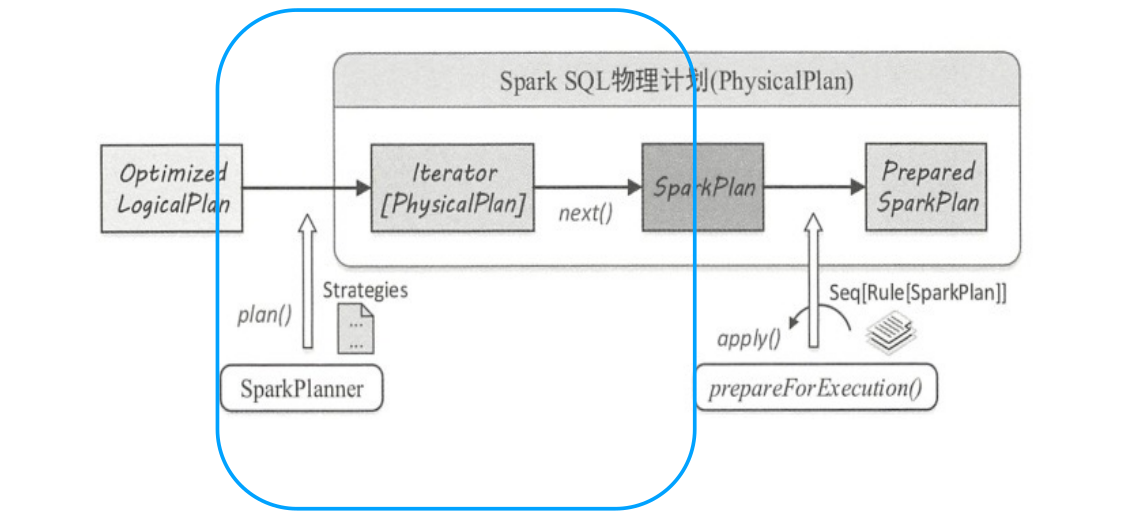 Spark SQL物理计划(PhysicalPlan)
Optimized
LogicalPlan
Iterator
[PhysicalPlan]
next()
SparkPlan
Prepared
SparkPlan
plan()
Strategies
...
...
SparkPlanner
Seq[Rule[SparkPlan]]
apply()
prepareForExecution()